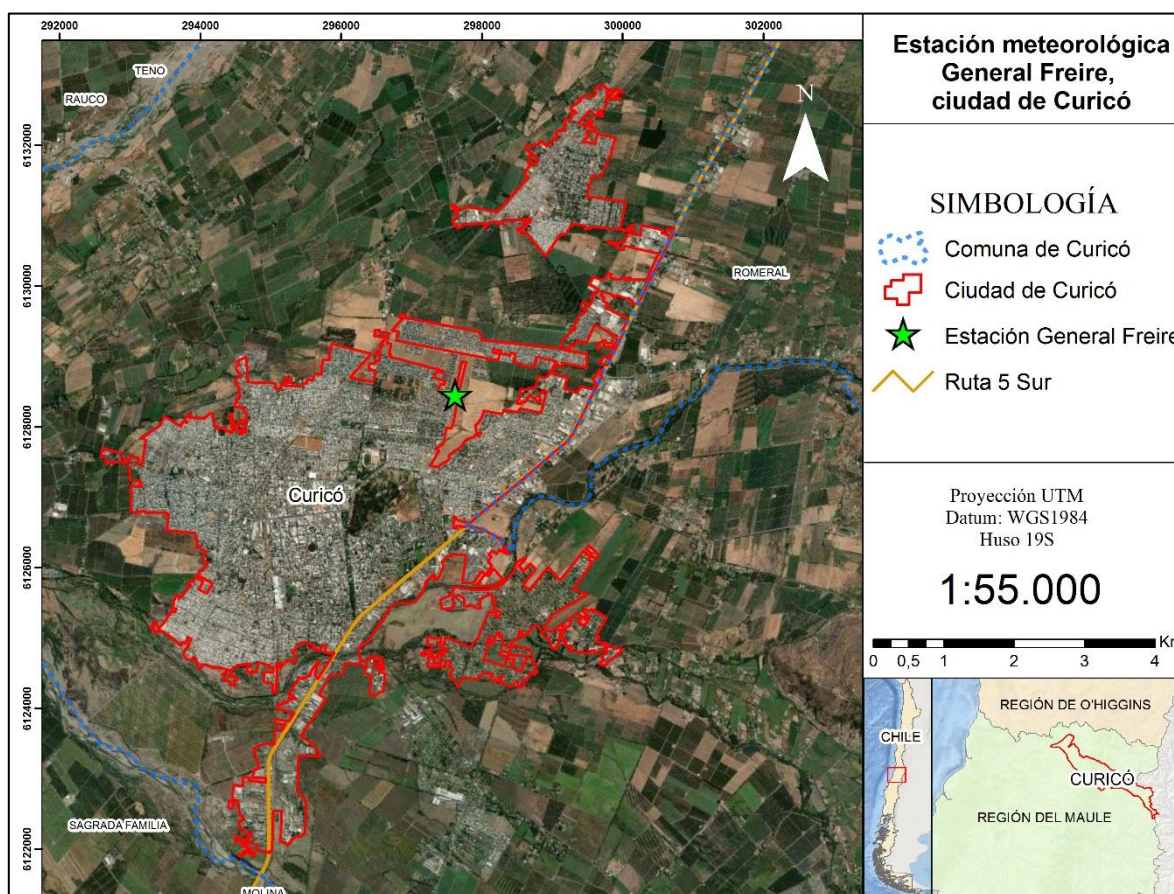 292000
294000
296000
298000
300000
302000
6132000
6130000
6128000
6126000
6124000
6122000
TENO
RAUCO
ROMERAL
Curicó
SAGRADA FAMILIA
MOLINA
N
Estación meteorológica
General Freire,
ciudad de Curicó
SIMBOLOGÍA
Comuna de Curicó
Ciudad de Curicó
Estación General Freire
Ruta 5 Sur
Proyección UTM
Datum: WGS1984
Huso 19S
1:55.000
Km
0 0,5 1 2 3 4
CHILE
REGIÓN DE O'HIGGINS
CURICÓ
REGIÓN DEL MAULE